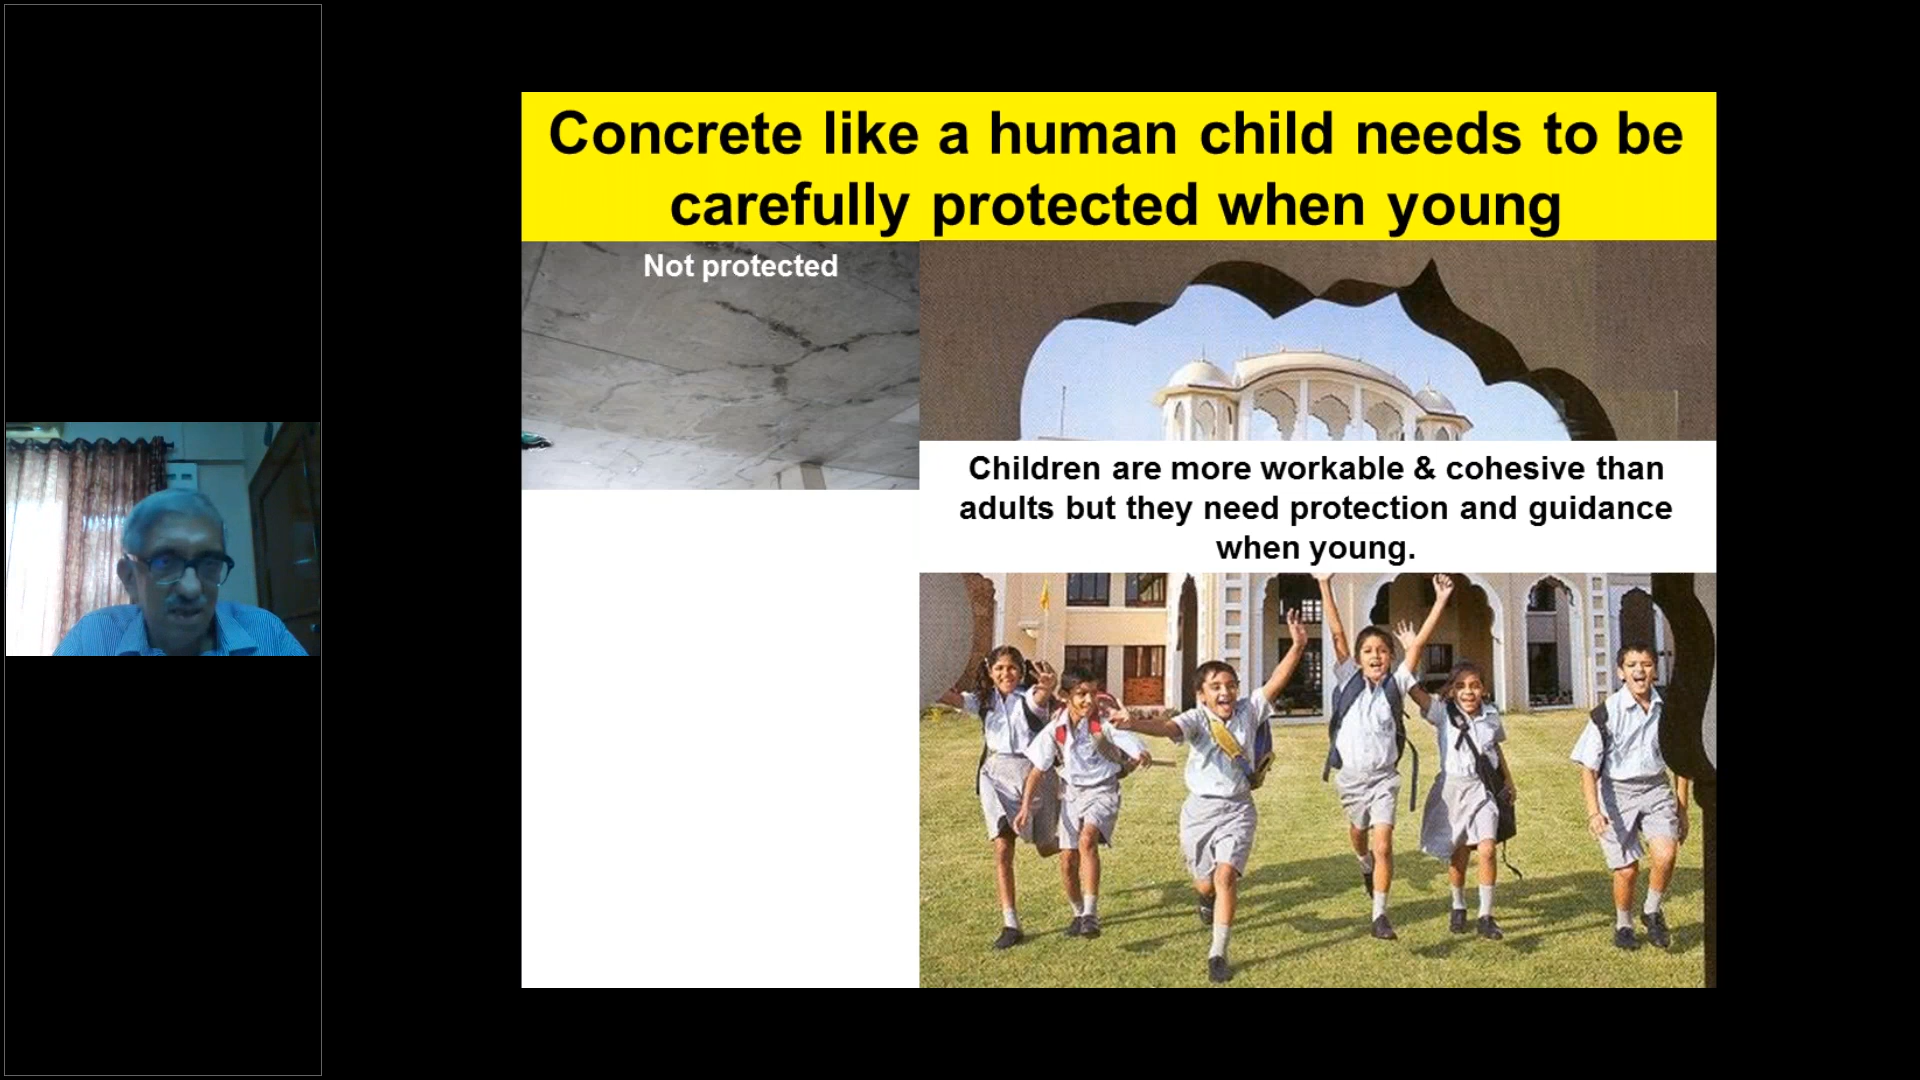 Concrete like a human child needs to be
carefully protected when young
Not protected
Children are more workable & cohesive than
adults but they need protection and guidance
when young.